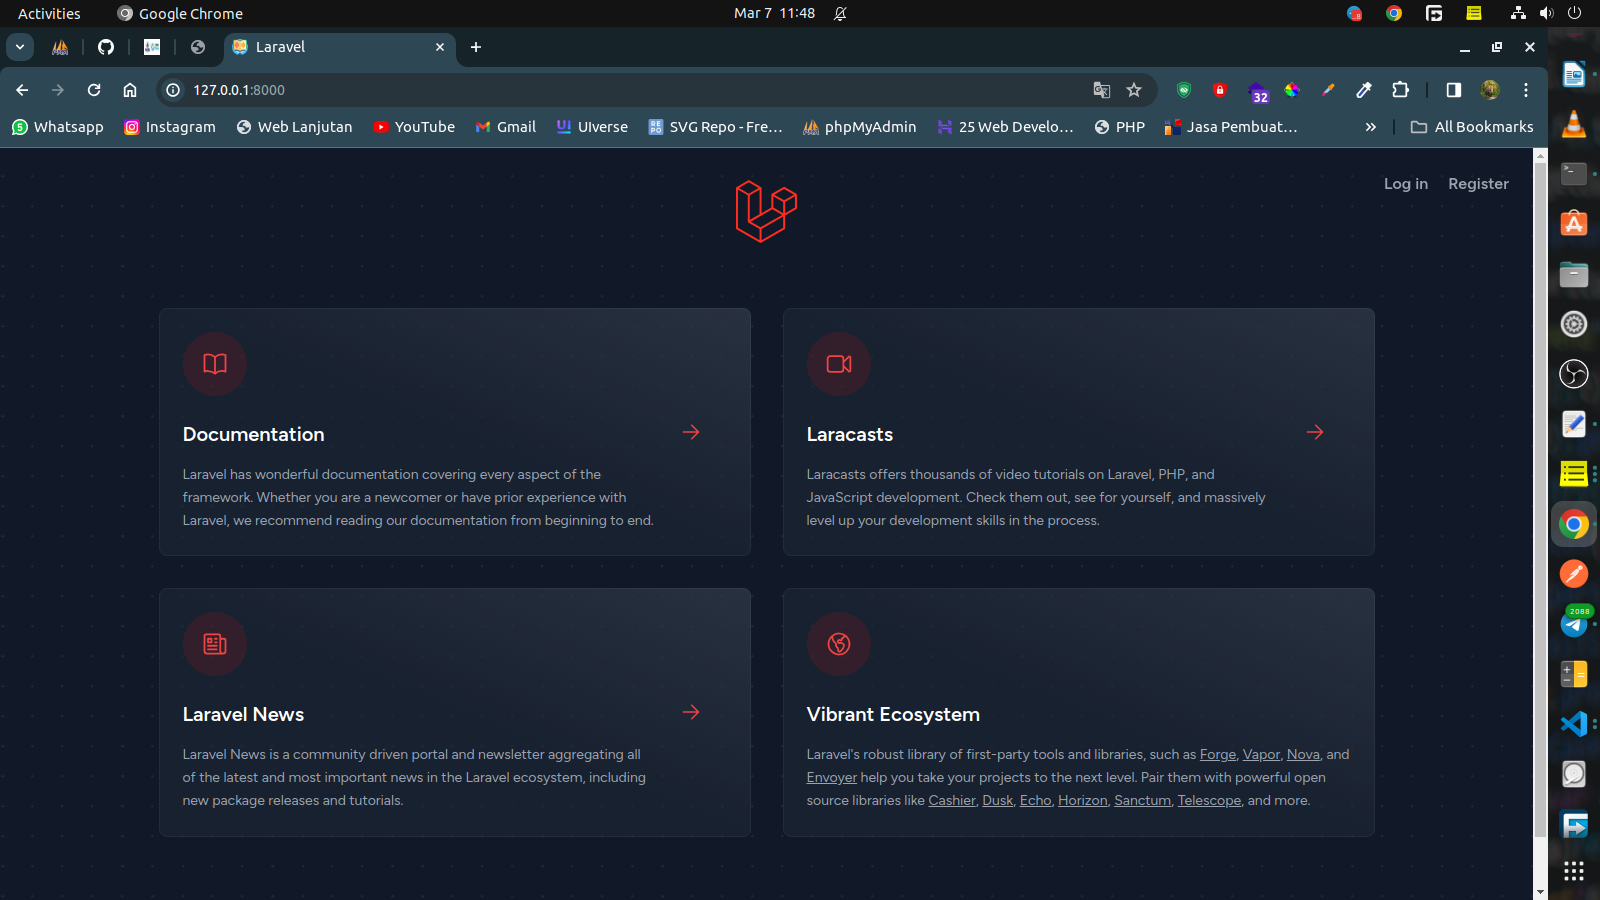 Activities
Google Chrome
Mar 7 11:48
Laravel
127.0.0.1:8000
32
Whatsapp
Instagram
Web Lanjutan
YouTube
Gmail
UIverse
SVG Repo - Fre...
phpMyAdmin
25 Web Develo...
PHP
Jasa Pembuat...
All Bookmarks
Log in
Register
Documentation
Laravel has wonderful documentation covering every aspect of the
framework. Whether you are a newcomer or have prior experience with
Laravel, we recommend reading our documentation from beginning to end.
Laracasts
Laracasts offers thousands of video tutorials on Laravel, PHP, and
JavaScript development. Check them out, see for yourself, and massively
level up your development skills in the process.
Laravel News
Laravel News is a community driven portal and newsletter aggregating all
of the latest and most important news in the Laravel ecosystem, including
new package releases and tutorials.
Vibrant Ecosystem
Laravel's robust library of first-party tools and libraries, such as Forge, Vapor, Nova, and
Envoyer help you take your projects to the next level. Pair them with powerful open
source libraries like Cashier, Dusk, Echo, Horizon, Sanctum, Telescope, and more.
2088